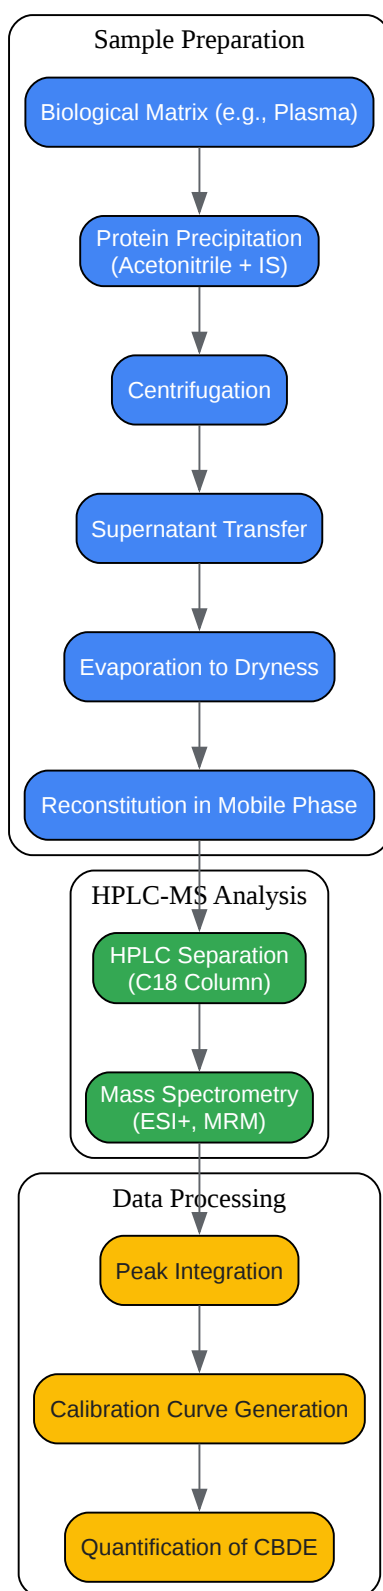 Sample Preparation
Biological Matrix (e.g., Plasma)
Protein Precipitation
(Acetonitrile + IS)
Centrifugation
Supernatant Transfer
Evaporation to Dryness
Reconstitution in Mobile Phase
HPLC-MS Analysis
HPLC Separation
(C18 Column)
Mass Spectrometry
(ESI+, MRM)
Data Processing
Peak Integration
Calibration Curve Generation
Quantification of CBDE